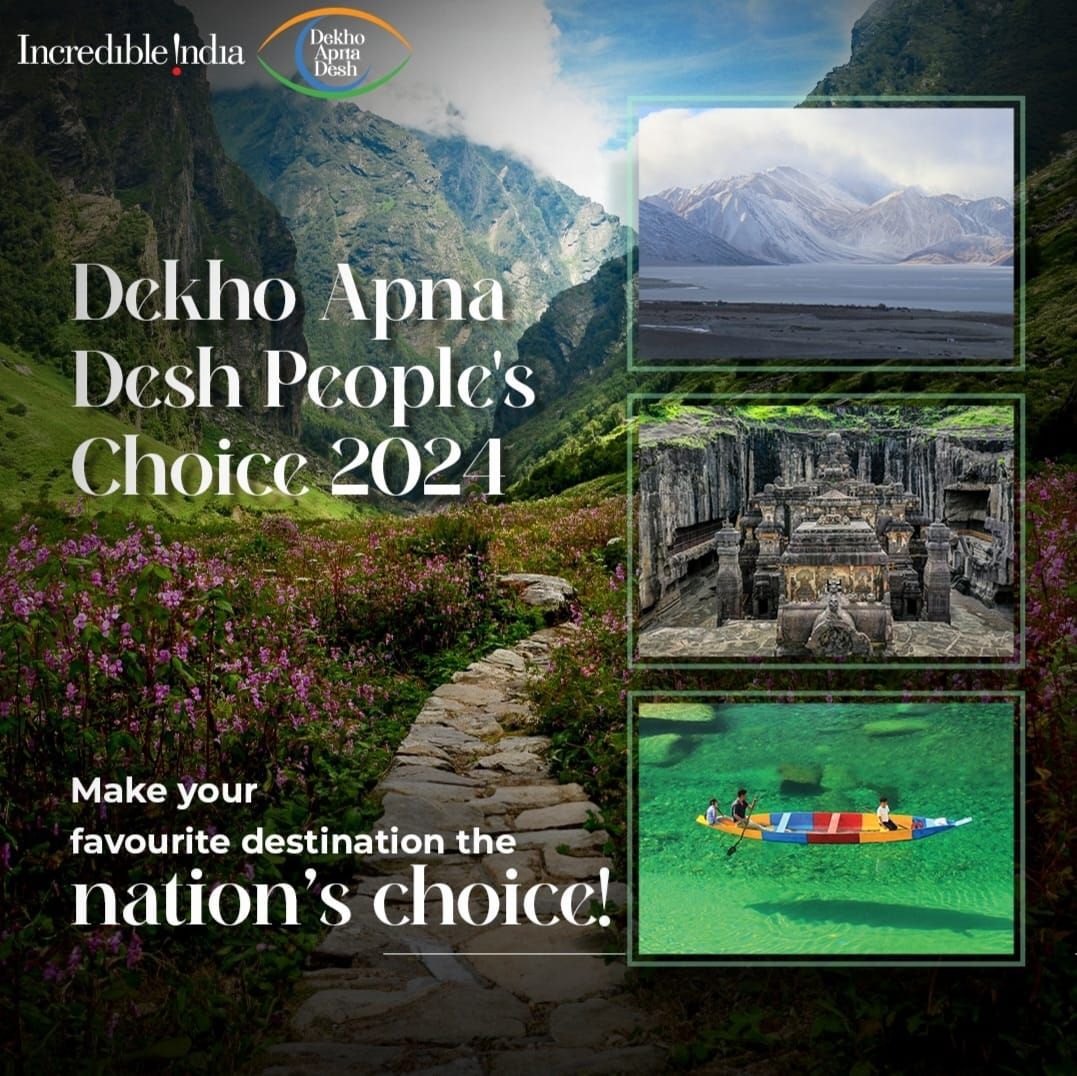 Incredible !ndia
Dekho
Apna
Desh
Dekho Apna
Desh People's
Choice 2024
Make your
favourite destination the
nation's choice!